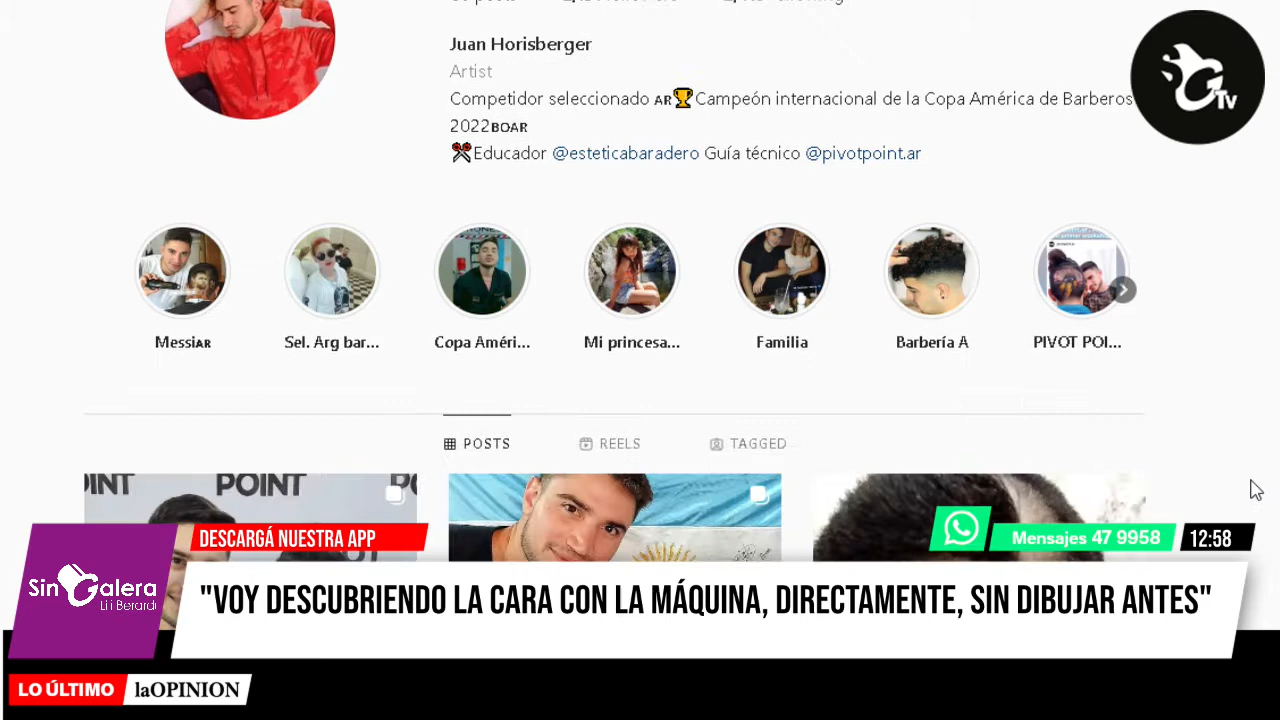 Juan Horisberger
Artist
Competidor seleccionado AR🏆Campeón internacional de la Copa América de Barberos
2022BOAR
Educador @esteticabaradero Guía técnico @pivotpoint.ar
MessiAR
Sel. Arg bar...
Copa Améri...
Mi princesa...
Familia
Barbería A
PIVOT POI...
POSTS
REELS
TAGGED
POINT
DESCARGÁ NUESTRA APP
Mensajes 47 9958
12:58
Sin Galera
Lili Berardi
"VOY DESCUBRIENDO LA CARA CON LA MÁQUINA, DIRECTAMENTE, SIN DIBUJAR ANTES"
LO ÚLTIMO
laOPINION
GTv